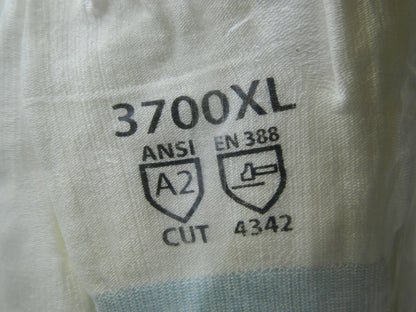 3700XL
ANSI EN 388
A2
CUT 4342